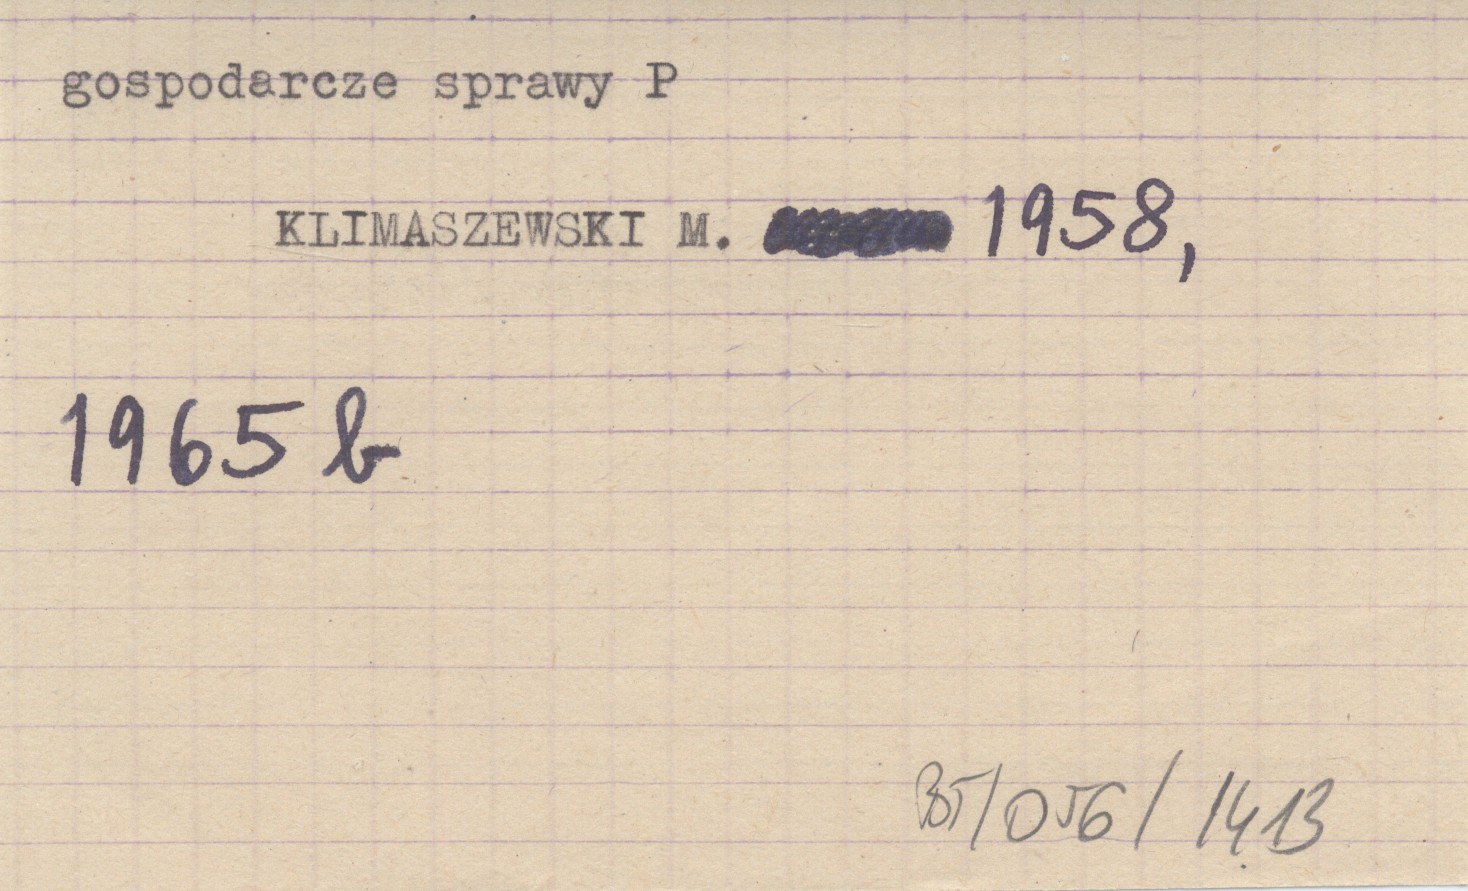 gospodarcze sprawy P
KLIMASZEWSKI M. 1958,
1965 b
BT/056/1413